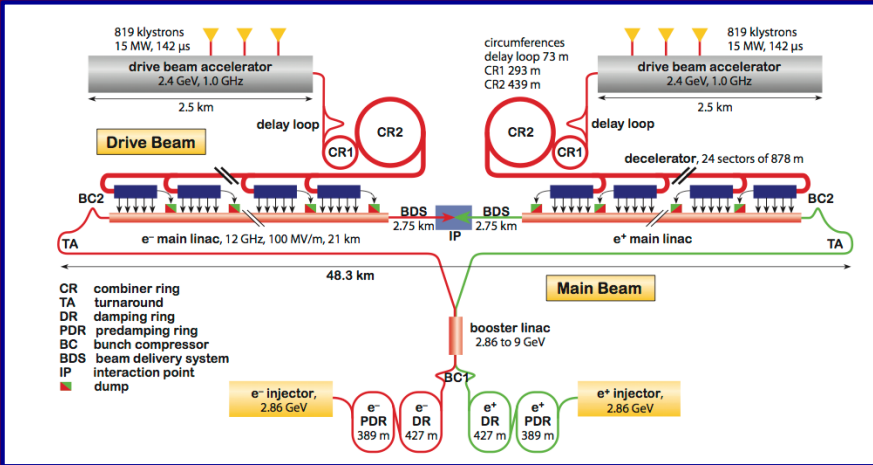 819 klystrons
15 MW, 142 µs
drive beam accelerator
2.4 GeV, 1.0 GHz
2.5 km
delay loop
CR1
CR2
Drive Beam
circumferences
delay loop 73 m
CR1 293 m
CR2 439 m
819 klystrons
15 MW, 142 µs
drive beam accelerator
2.4 GeV, 1.0 GHz
2.5 km
delay loop
CR2
CR1
decelerator, 24 sectors of 878 m
BC2
BC2
BDS
2.75 km
IP
BDS
2.75 km
TA
e– main linac, 12 GHz, 100 MV/m, 21 km
e+ main linac
TA
48.3 km
Main Beam
CR combiner ring
TA turnaround
DR damping ring
PDR predamping ring
BC bunch compressor
BDS beam delivery system
IP interaction point
dump
booster linac
2.86 to 9 GeV
BC1
e– injector,
2.86 GeV
e–
PDR
389 m
e–
DR
427 m
e+
DR
427 m
e+
PDR
389 m
e+ injector,
2.86 GeV